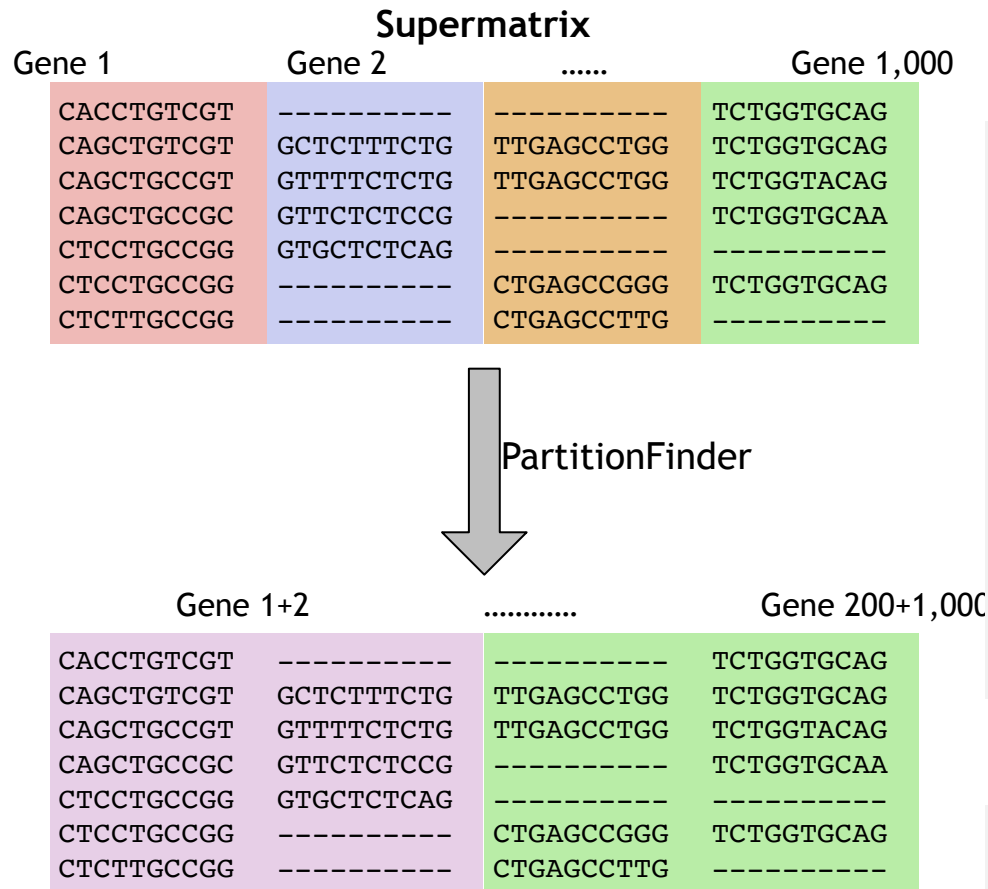 Supermatrix
Gene 1 Gene 2 ...... Gene 1,000
CACCTGTCGT ---------- ---------- TCTGGTGCAG
CAGCTGTCGT GCTCTTTCTG TTGAGCCTGG TCTGGTGCAG
CAGCTGCCGT GTTTTCTCTG TTGAGCCTGG TCTGGTACAG
CAGCTGCCGC GTTCTCTCCG ---------- TCTGGTGCAA
CTCCTGCCGG GTGCTCTCAG ---------- ----------
CTCCTGCCGG ---------- CTGAGCCGGG TCTGGTGCAG
CTCTTGCCGG ---------- CTGAGCCTTG ----------
PartitionFinder
Gene 1+2 ............ Gene 200+1,000
CACCTGTCGT ---------- ---------- TCTGGTGCAG
CAGCTGTCGT GCTCTTTCTG TTGAGCCTGG TCTGGTGCAG
CAGCTGCCGT GTTTTCTCTG TTGAGCCTGG TCTGGTACAG
CAGCTGCCGC GTTCTCTCCG ---------- TCTGGTGCAA
CTCCTGCCGG GTGCTCTCAG ---------- ----------
CTCCTGCCGG ---------- CTGAGCCGGG TCTGGTGCAG
CTCTTGCCGG ---------- CTGAGCCTTG ----------